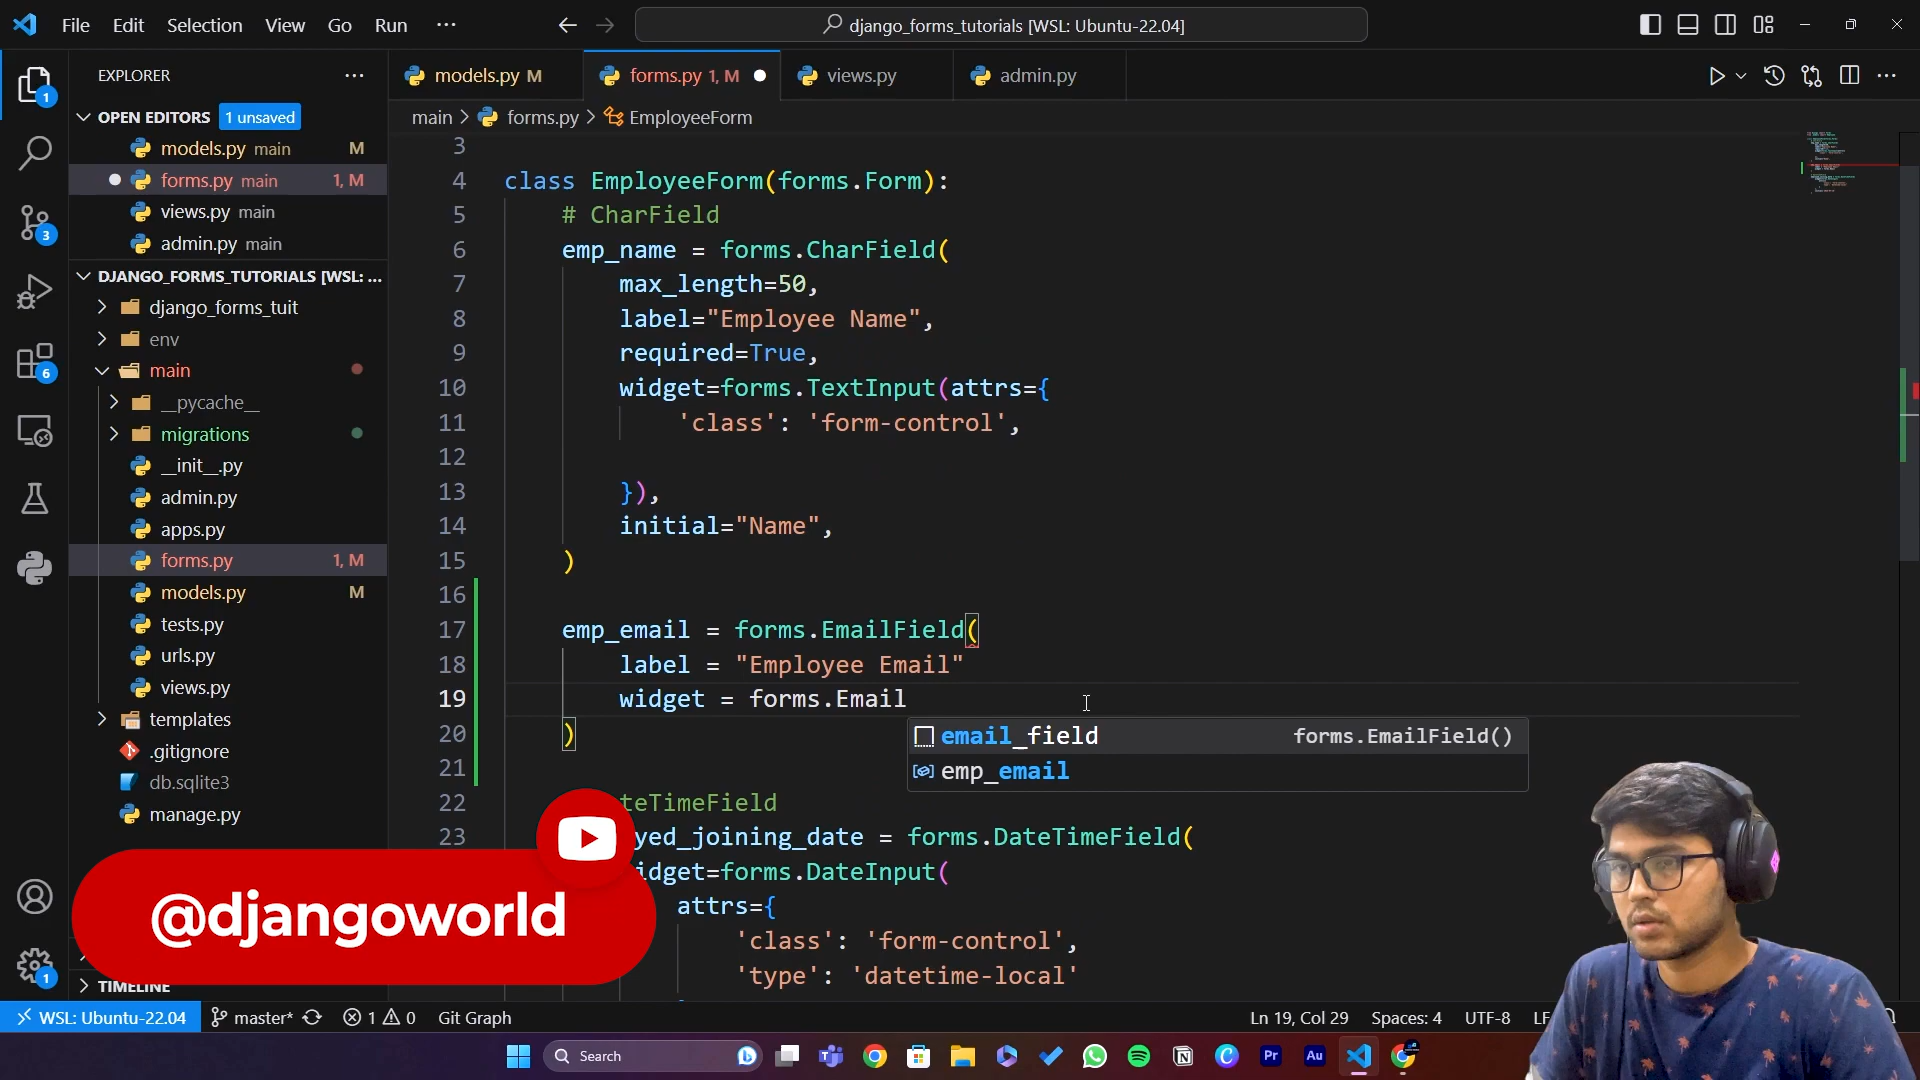 File Edit Selection View Go Run ···
django_forms_tutorials [WSL: Ubuntu-22.04]
EXPLORER
OPEN EDITORS 1 unsaved
models.py main M
forms.py main 1, M
views.py main
admin.py main
DJANGO_FORMS_TUTORIALS [WSL: ...
django_forms_tuit
env
main
__pycache__
migrations
__init__.py
admin.py
apps.py
forms.py 1, M
models.py M
tests.py
urls.py
views.py
templates
.gitignore
db.sqlite3
manage.py
TIMELINE
1
3
6
1
models.py M
forms.py 1, M
views.py
admin.py
main > forms.py > EmployeeForm
3
4 class EmployeeForm(forms.Form):
5 # CharField
6 emp_name = forms.CharField(
7 max_length=50,
8 label="Employee Name",
9 required=True,
10 widget=forms.TextInput(attrs={
11 'class': 'form-control',
12
13 }),
14 initial="Name",
15 )
16
17 emp_email = forms.EmailField(
18 label = "Employee Email"
19 widget = forms.Email
20 )
21
22 teTimeField
23 yed_joining_date = forms.DateTimeField(
idget=forms.DateInput(
attrs={
'class': 'form-control',
'type': 'datetime-local'
email_field forms.EmailField()
emp_email
@djangoworld
WSL: Ubuntu-22.04 master* 1 0 Git Graph
Ln 19, Col 29 Spaces: 4 UTF-8
Search